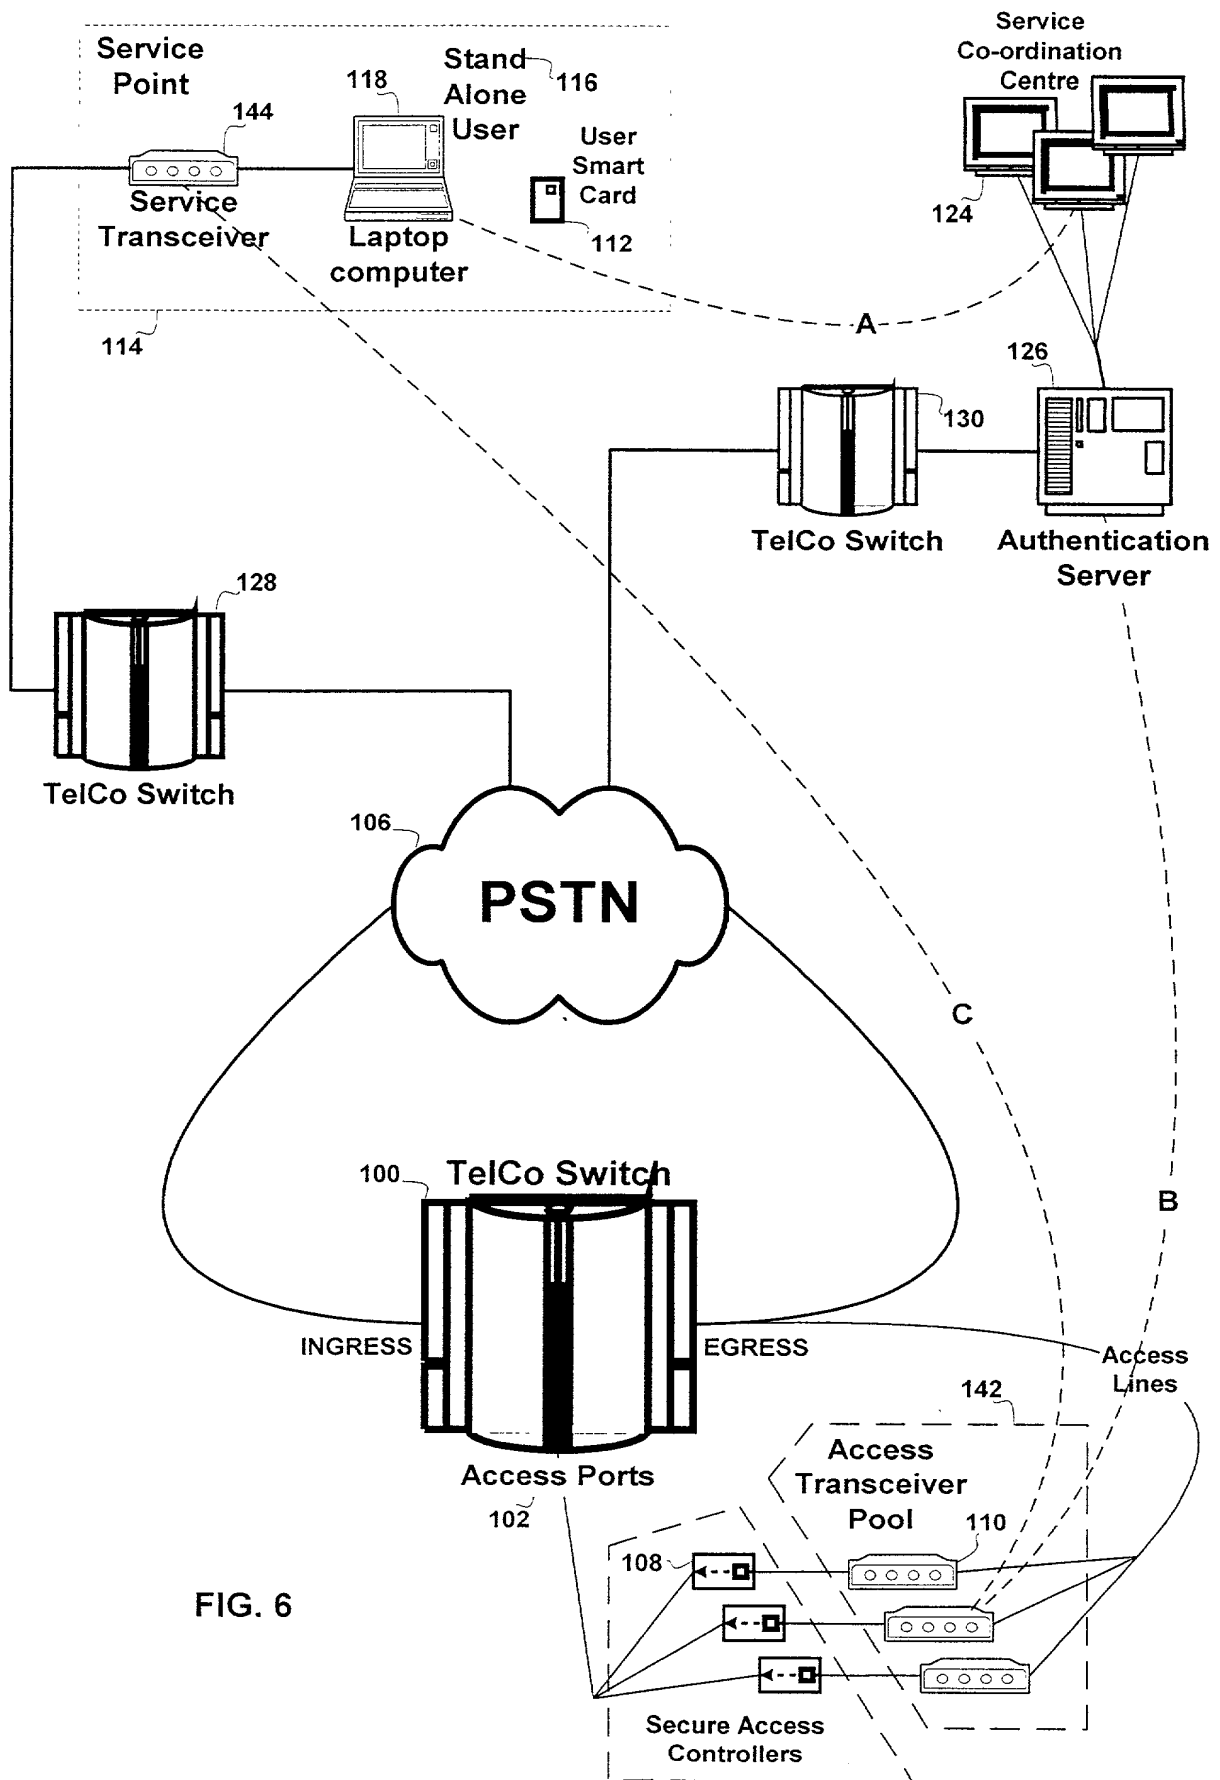 Service
Point
144
118
Stand
Alone
User
116
User
Smart
Card
Service
Co-ordination
Centre
124
112
Service
Transceiver
Laptop
computer
114
A
126
130
TelCo Switch
Authentication
Server
128
TelCo Switch
106
PSTN
C
B
100
TelCo Switch
INGRESS
EGRESS
Access
Lines
142
Access Ports
102
Access
Transceiver
Pool
110
108
FIG. 6
Secure Access
Controllers